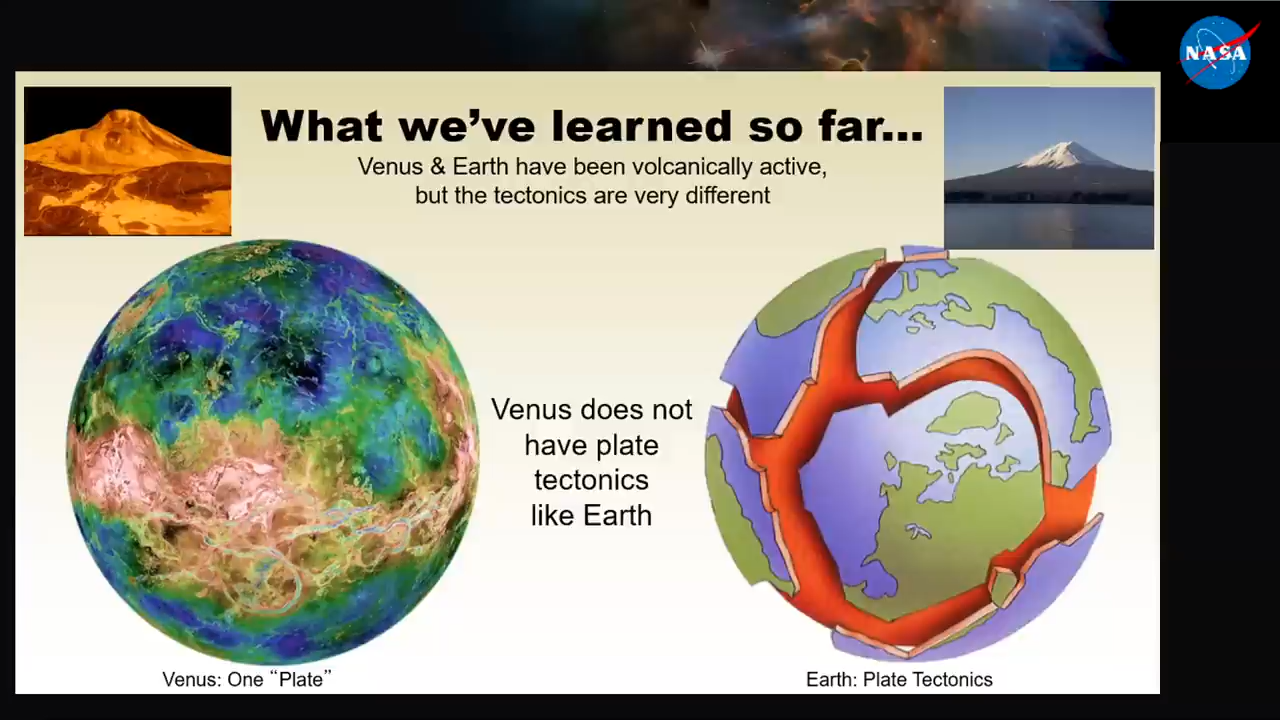 NASA
What we've learned so far...
Venus & Earth have been volcanically active,
but the tectonics are very different
Venus does not
have plate
tectonics
like Earth
Venus: One “Plate”
Earth: Plate Tectonics